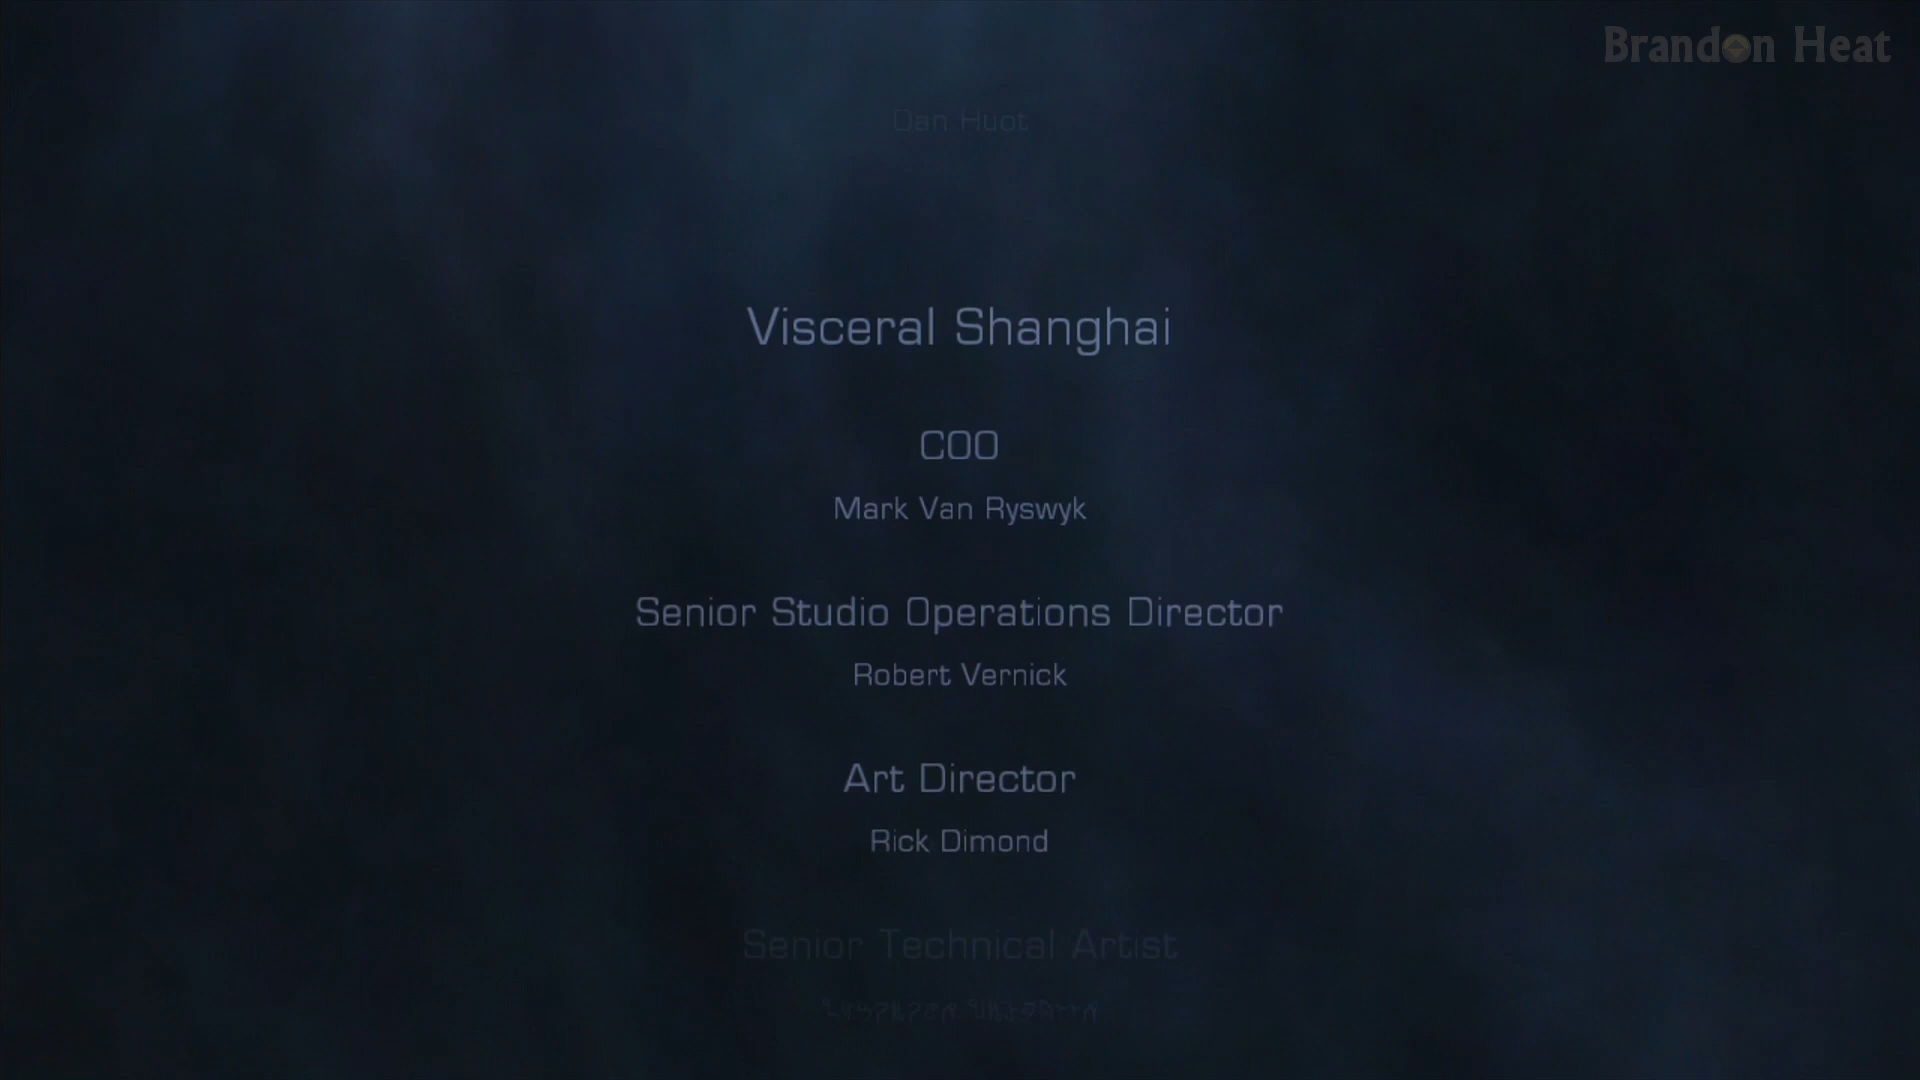 Brandon Heat
Dan Huot
Visceral Shanghai
COO
Mark Van Ryswyk
Senior Studio Operations Director
Robert Vernick
Art Director
Rick Dimond
Senior Technical Artist